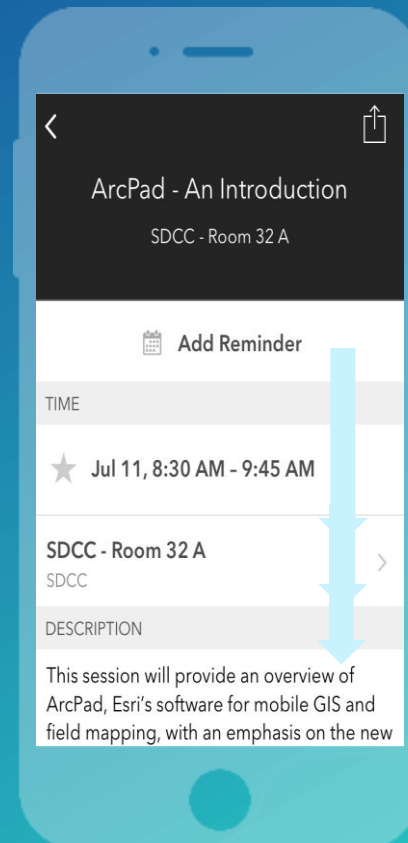 ArcPad - An Introduction
SDCC - Room 32 A
Add Reminder
TIME
Jul 11, 8:30 AM - 9:45 AM
SDCC - Room 32 A
SDCC
DESCRIPTION
This session will provide an overview of
ArcPad, Esri's software for mobile GIS and
field mapping, with an emphasis on the new